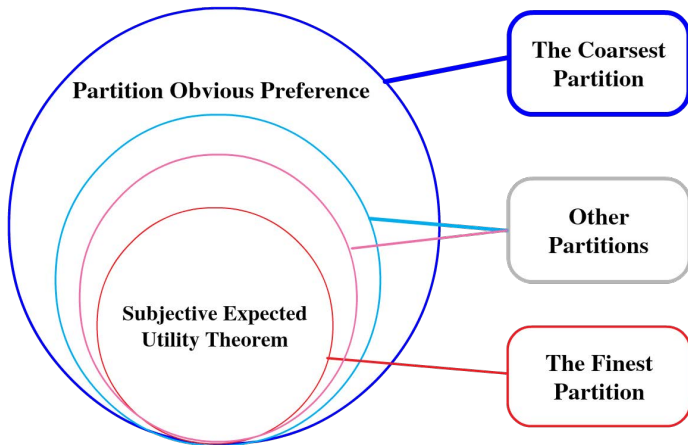 The Coarsest
Partition
Partition Obvious Preference
Other
Partitions
Subjective Expected
Utility Theorem
The Finest
Partition